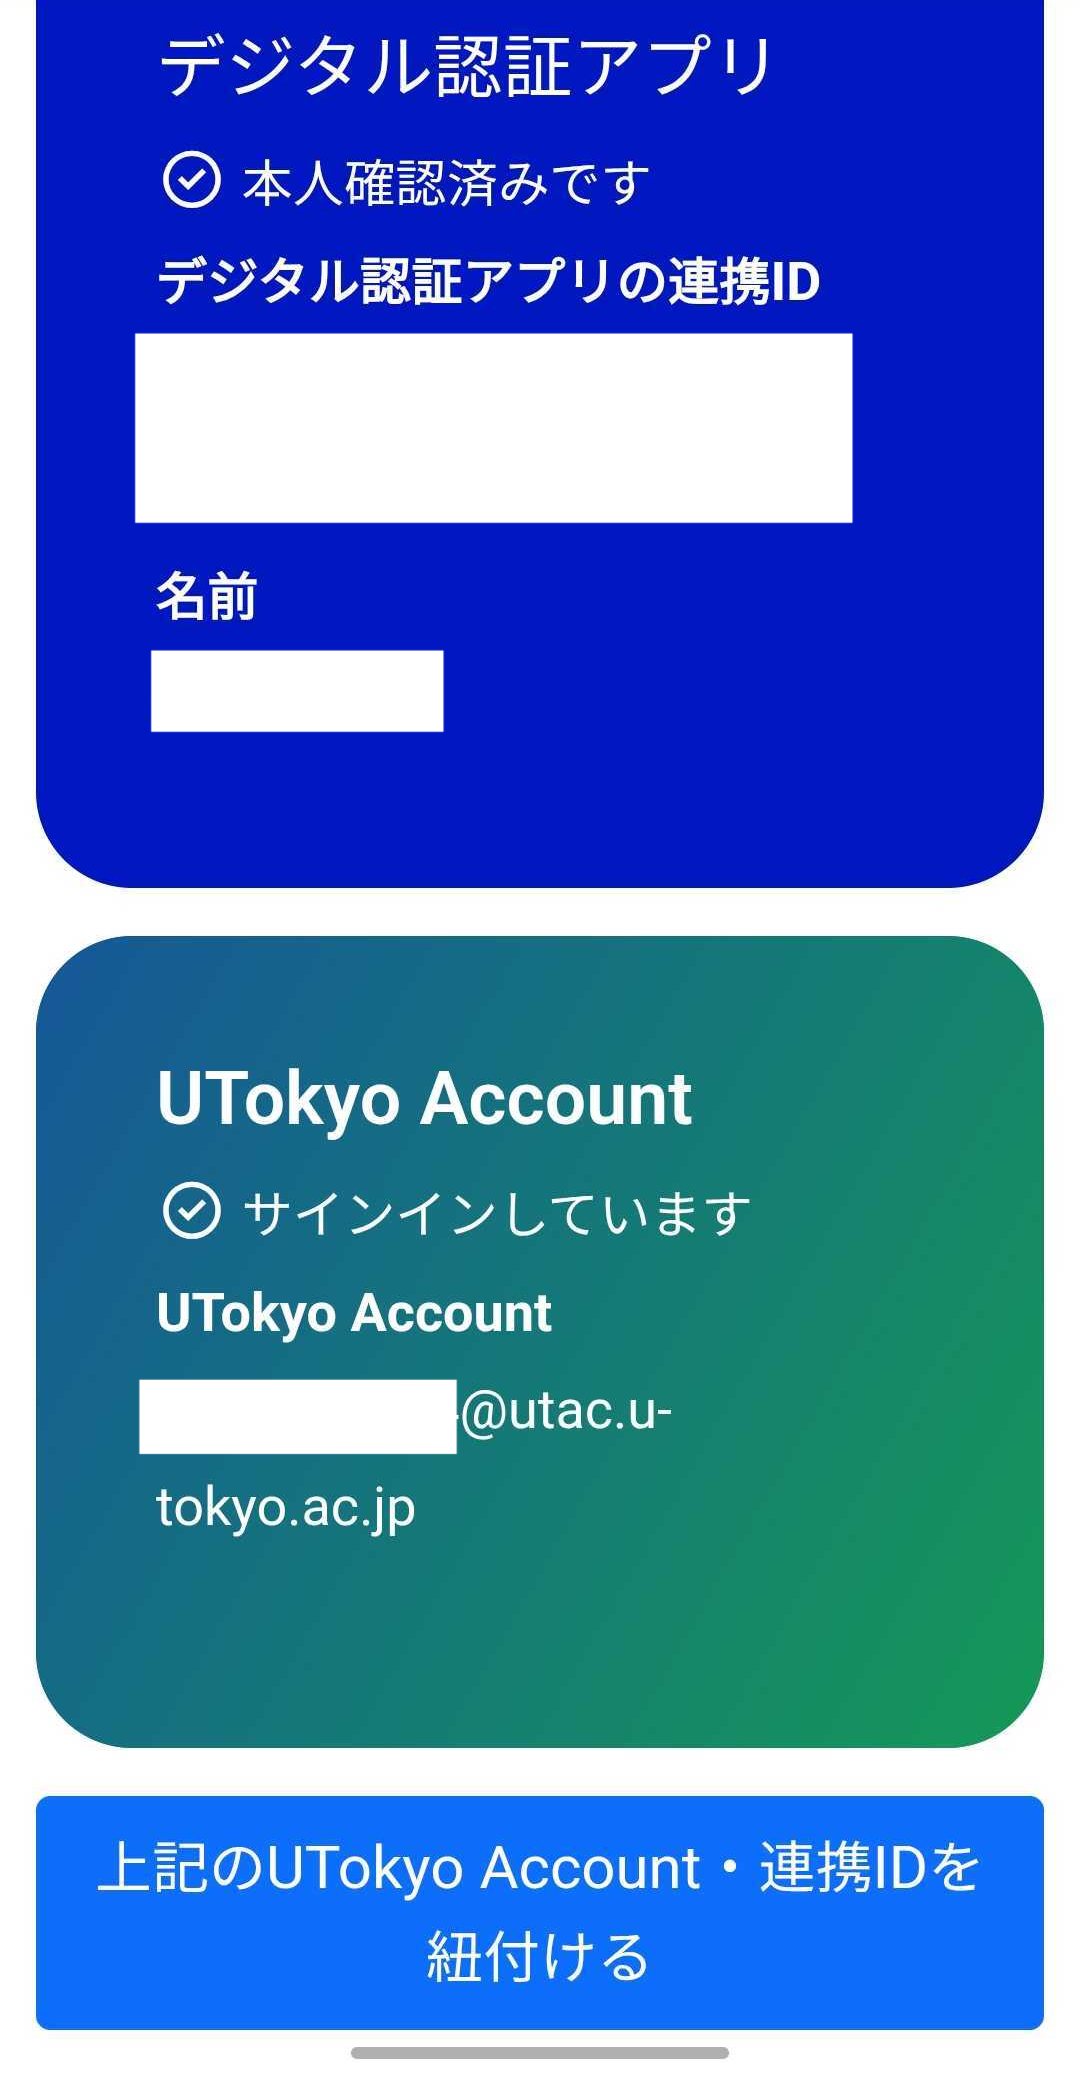 デジタル認証アプリ
本人確認済みです
デジタル認証アプリの連携ID
名前
UTokyo Account
サインインしています
UTokyo Account
@utac.u-
tokyo.ac.jp
上記のUTokyo Account・連携IDを
紐付ける